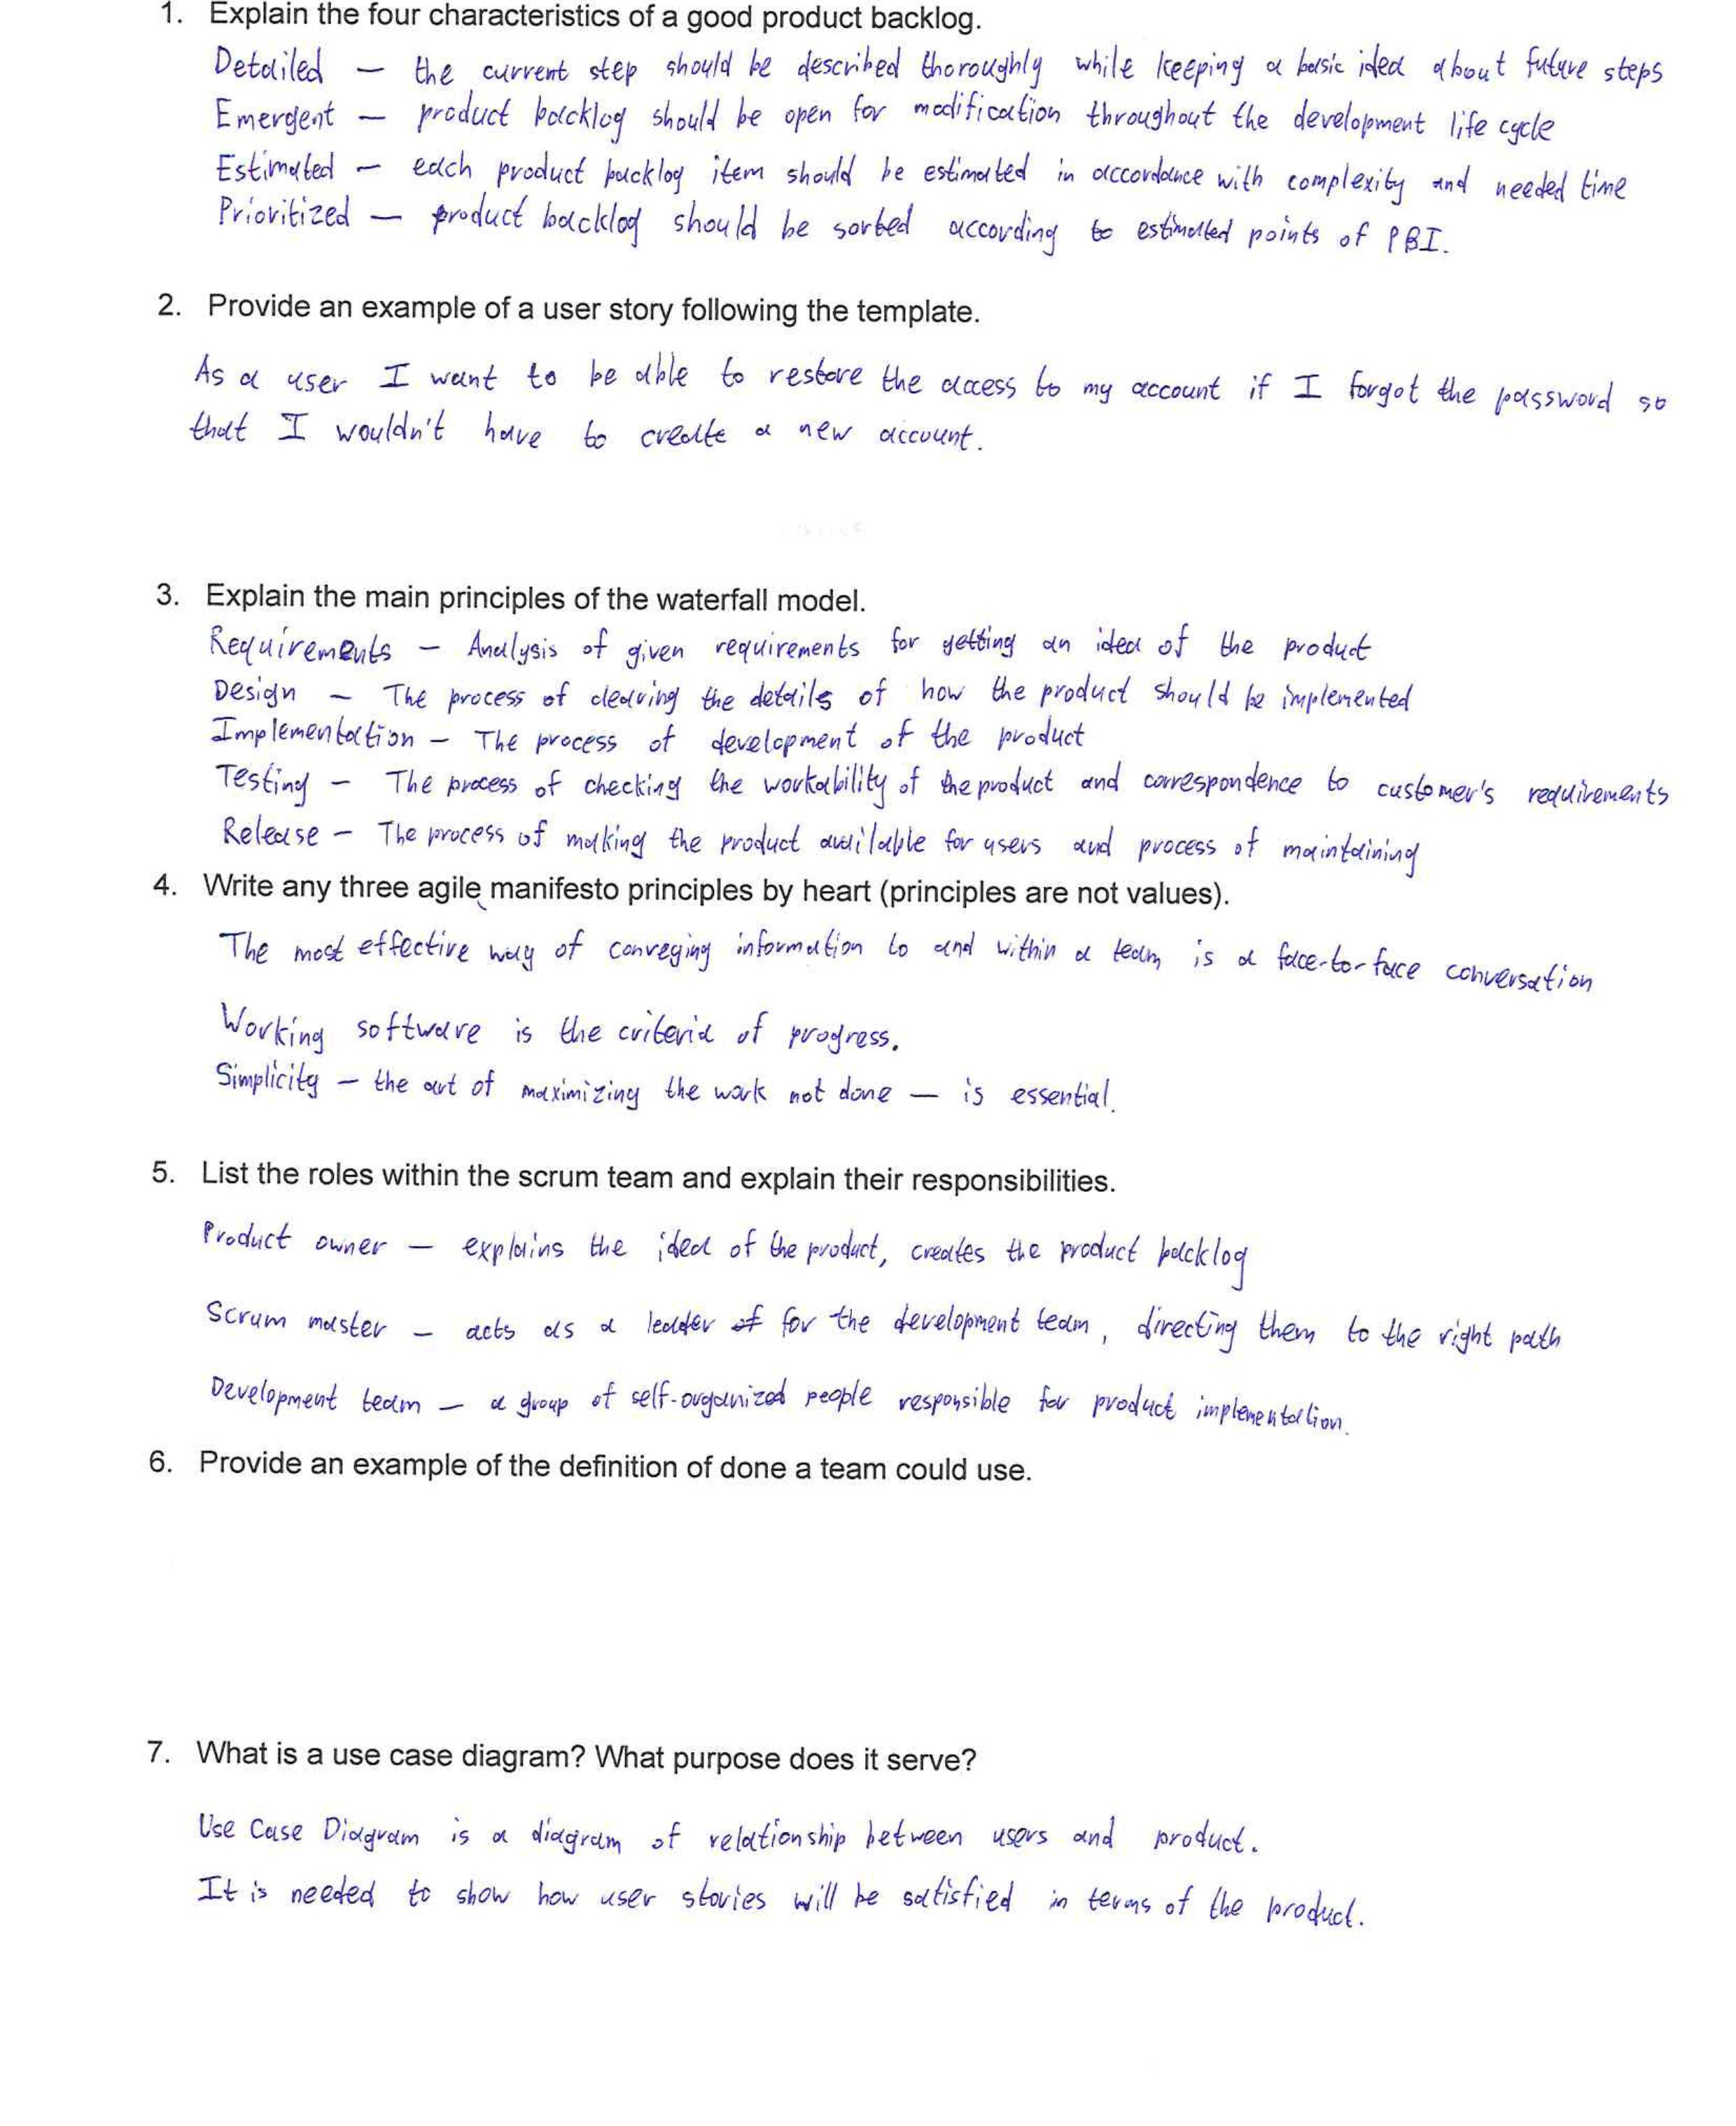 1. Explain the four characteristics of a good product backlog.
Detailed – the current step should be described thoroughly while keeping a basic idea about future steps
Emergent – product backlog should be open for modification throughout the development life cycle
Estimated – each product backlog item should be estimated in accordance with complexity and needed time
Prioritized – product backlog should be sorted according to estimated points of PBI.
2. Provide an example of a user story following the template.
As a user I want to be able to restore the access to my account if I forgot the password so
that I wouldn't have to create a new account.
3. Explain the main principles of the waterfall model.
Requirements – Analysis of given requirements for getting an idea of the product
Design – The process of clearing the details of how the product should be implemented
Implementation – The process of development of the product
Testing – The process of checking the workability of the product and correspondence to customer's requirements
Release – The process of making the product available for users and process of maintaining
4. Write any three agile manifesto principles by heart (principles are not values).
The most effective way of conveging information to and within a team is a face-to-face conversation
Working software is the criteria of progress.
Simplicity – the art of maximizing the work not done – is essential.
5. List the roles within the scrum team and explain their responsibilities.
Product owner – explains the idea of the product, creates the product backlog
Scrum master – acts as a leader of for the development team, directing them to the right path
Development team – a group of self-organized people responsible for product implementation.
6. Provide an example of the definition of done a team could use.
7. What is a use case diagram? What purpose does it serve?
Use Case Diagram is a diagram of relationship between users and product.
It is needed to show how user stories will be satisfied in terms of the product.